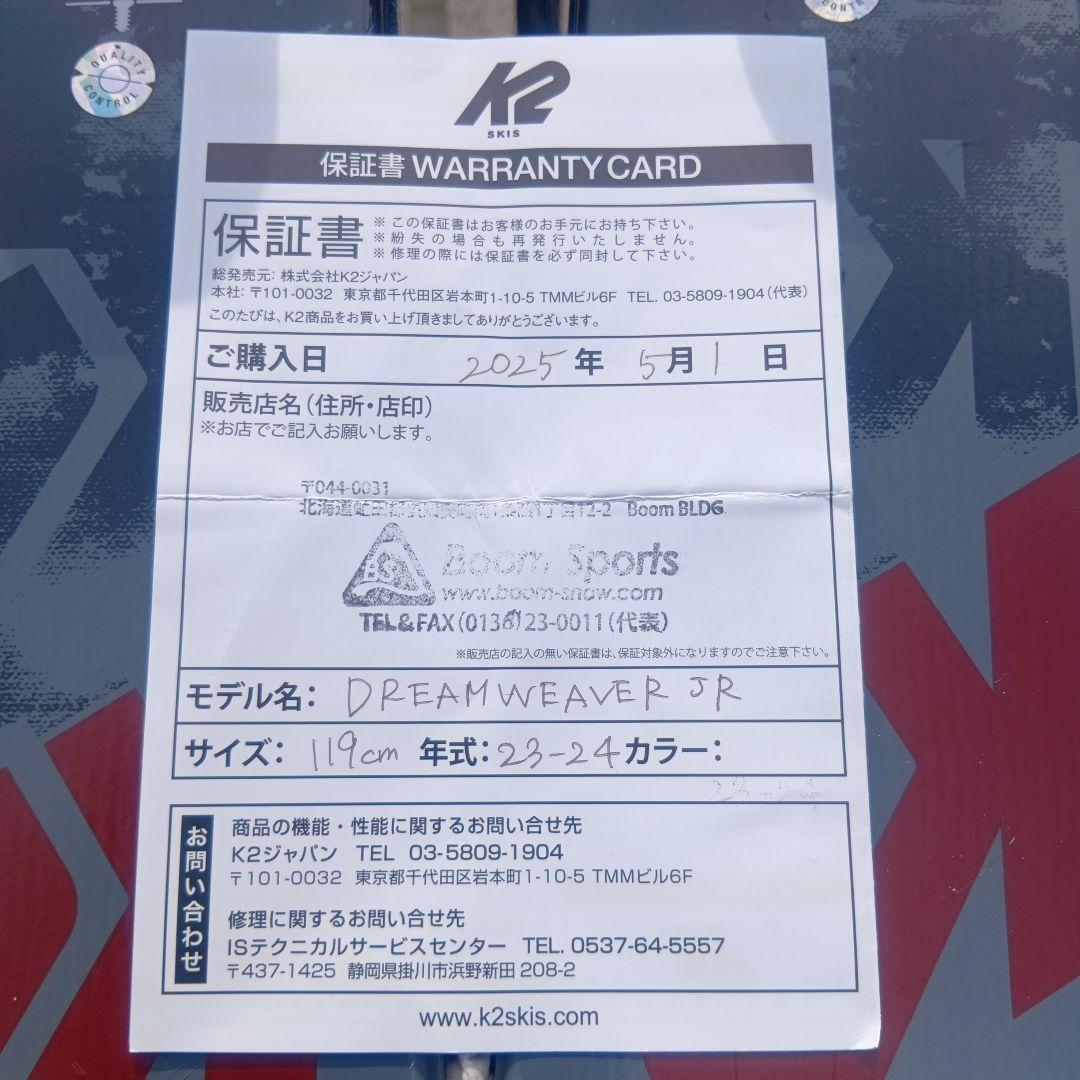 QUALITY CONTROL
CONT
K2
SKIS
保証書 WARRANTY CARD
保証書
※この保証書はお客様のお手元にお持ち下さい。
※紛失の場合も再発行いたしません。
※修理の際には保証書を必ず同封して下さい。
総発売元: 株式会社K2ジャパン
本社: 〒101-0032 東京都千代田区岩本町1-10-5 TMMビル6F TEL. 03-5809-1904(代表)
このたびは、K2商品をお買い上げ頂きましてありがとうございます。
ご購入日 2025年 5月 1日
販売店名(住所・店印)
※お店でご記入お願いします。
〒044-0031
北海道虻田郡 12-2 Boom BLDG
BS Boom Sports
www.boom-snow.com
TEL&FAX(0136)23-0011(代表)
※販売店の記入の無い保証書は、保証対象外になりますのでご注意下さい。
モデル名: DREAMWEAVER JR
サイズ: 119cm 年式: 23-24 カラー:
23-24
お問い合わせ
商品の機能・性能に関するお問い合せ先
K2ジャパン TEL 03-5809-1904
〒101-0032 東京都千代田区岩本町1-10-5 TMMビル6F
修理に関するお問い合せ先
ISテクニカルサービスセンター TEL. 0537-64-5557
〒437-1425 静岡県掛川市浜野新田 208-2
www.k2skis.com